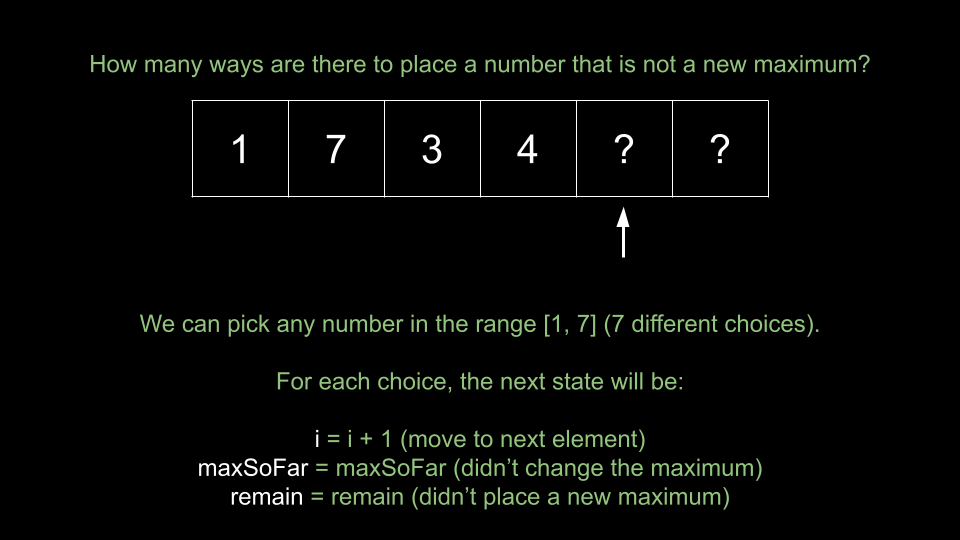 How many ways are there to place a number that is not a new maximum?
1 7 3 4 ? ?
We can pick any number in the range [1, 7] (7 different choices).
For each choice, the next state will be:
i = i + 1 (move to next element)
maxSoFar = maxSoFar (didn’t change the maximum)
remain = remain (didn’t place a new maximum)